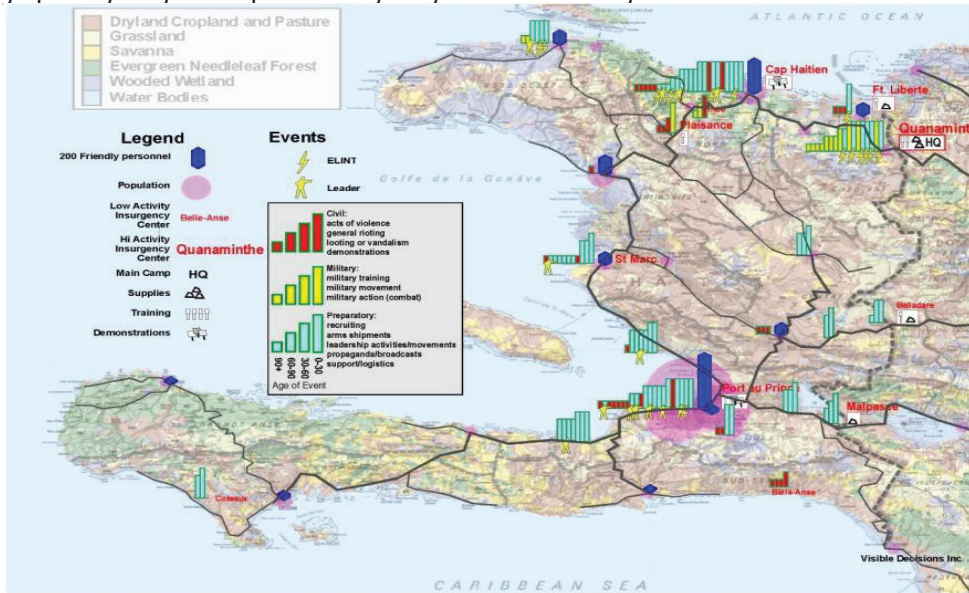 Dryland Cropland and Pasture
Grassland
Savanna
Evergreen Needleleaf Forest
Wooded Wetland
Water Bodies
ATLANTIC OCEAN
Cap Haitien
Ft. Liberte
Plaisance
Quanaminth
HQ
Legend
200 Friendly personnel
Population
Low Activity
Insurgency
Center
Belle-Anse
Hi Activity
Insurgency
Center
Quanaminthe
Main Camp
HQ
Supplies
Training
Demonstrations
Events
ELINT
Leader
Civil:
acts of violence
general rioting
looting or vandalism
demonstrations
Military:
military training
military movement
military action (combat)
Preparatory:
recruiting
arms shipments
leadership activities/movements
propaganda/broadcasts
support/logistics
90+
60-90
30-60
0-30
Age of Event
Golfe de la Gonâve
St Marc
Belladare
Port au Prince
Malpasse
Coteaux
Belle-Anse
Visible Decisions Inc.
CARIBBEAN SEA